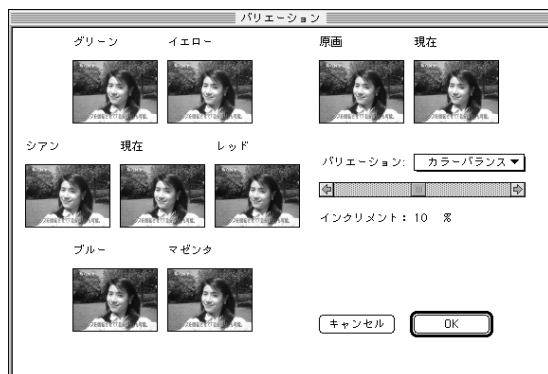 バリエーション
グリーン イエロー
原画 現在
シアン 現在 レッド
バリエーション: カラーバランス▼
インクリメント: 10 %
ブルー マゼンタ
キャンセル OK